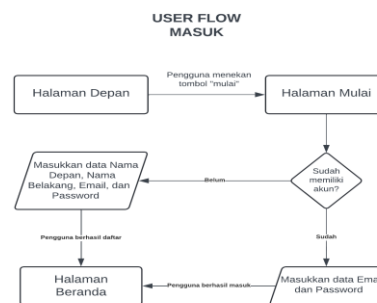 USER FLOW
MASUK
Pengguna menekan
tombol "mulai"
Halaman Depan
Halaman Mulai
Sudah
memiliki
akun?
Masukkan data Nama
Depan, Nama
Belakang, Email, dan
Password
Belum
Pengguna berhasil daftar
Sudah
Halaman
Beranda
Pengguna berhasil masuk
Masukkan data Email
dan Password